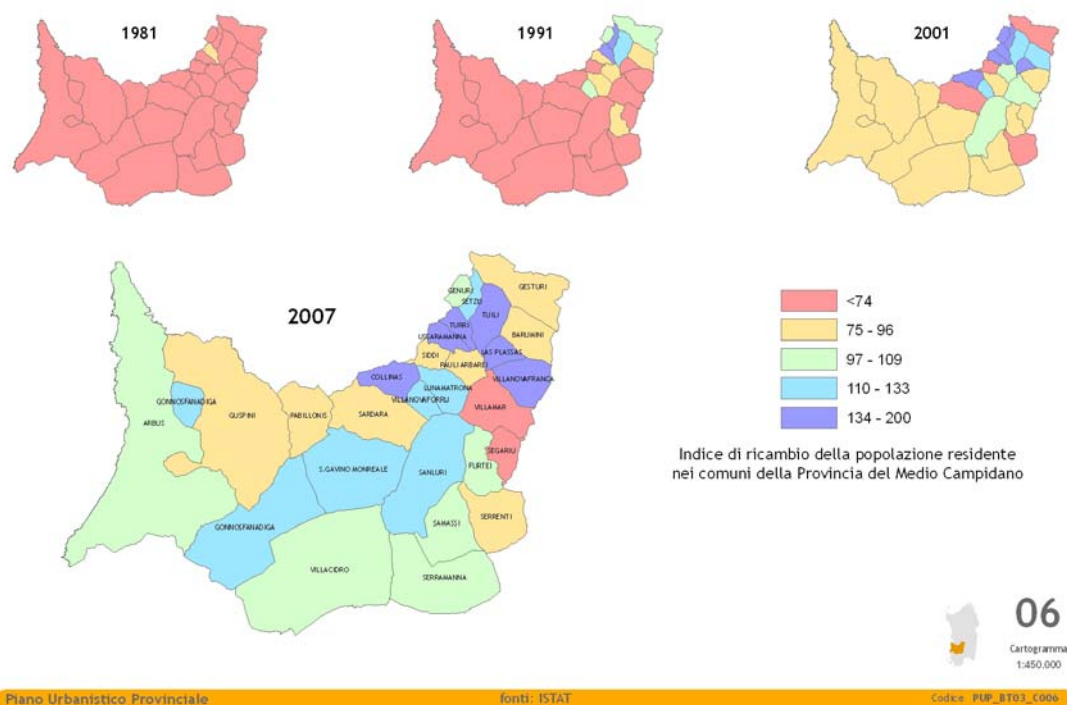 1981
1991
2001
2007
GENURI
SETZU
GESTURI
TUILI
TURRI
USSARAMANNA
BARUMINI
SIDDI
LAS PLASSAS
PAULI ARBAREI
COLLINAS
LUNAMATRONA
VILLANOVAFRANCA
VILLANOVAFORRU
GONNOSFANADIGA
GUSPINI
PABILLONIS
SARDARA
VILLAMAR
ARBUS
SEGARIU
S.GAVINO MONREALE
SANLURI
FURTEI
SERRENTI
GONNOSFANADIGA
SAMASSI
VILLACIDRO
SERRAMANNA
<74
75 - 96
97 - 109
110 - 133
134 - 200
Indice di ricambio della popolazione residente
nei comuni della Provincia del Medio Campidano
06
Cartogramma
1:450.000
Piano Urbanistico Provinciale fonti: ISTAT Codice PUP_BT03_C006